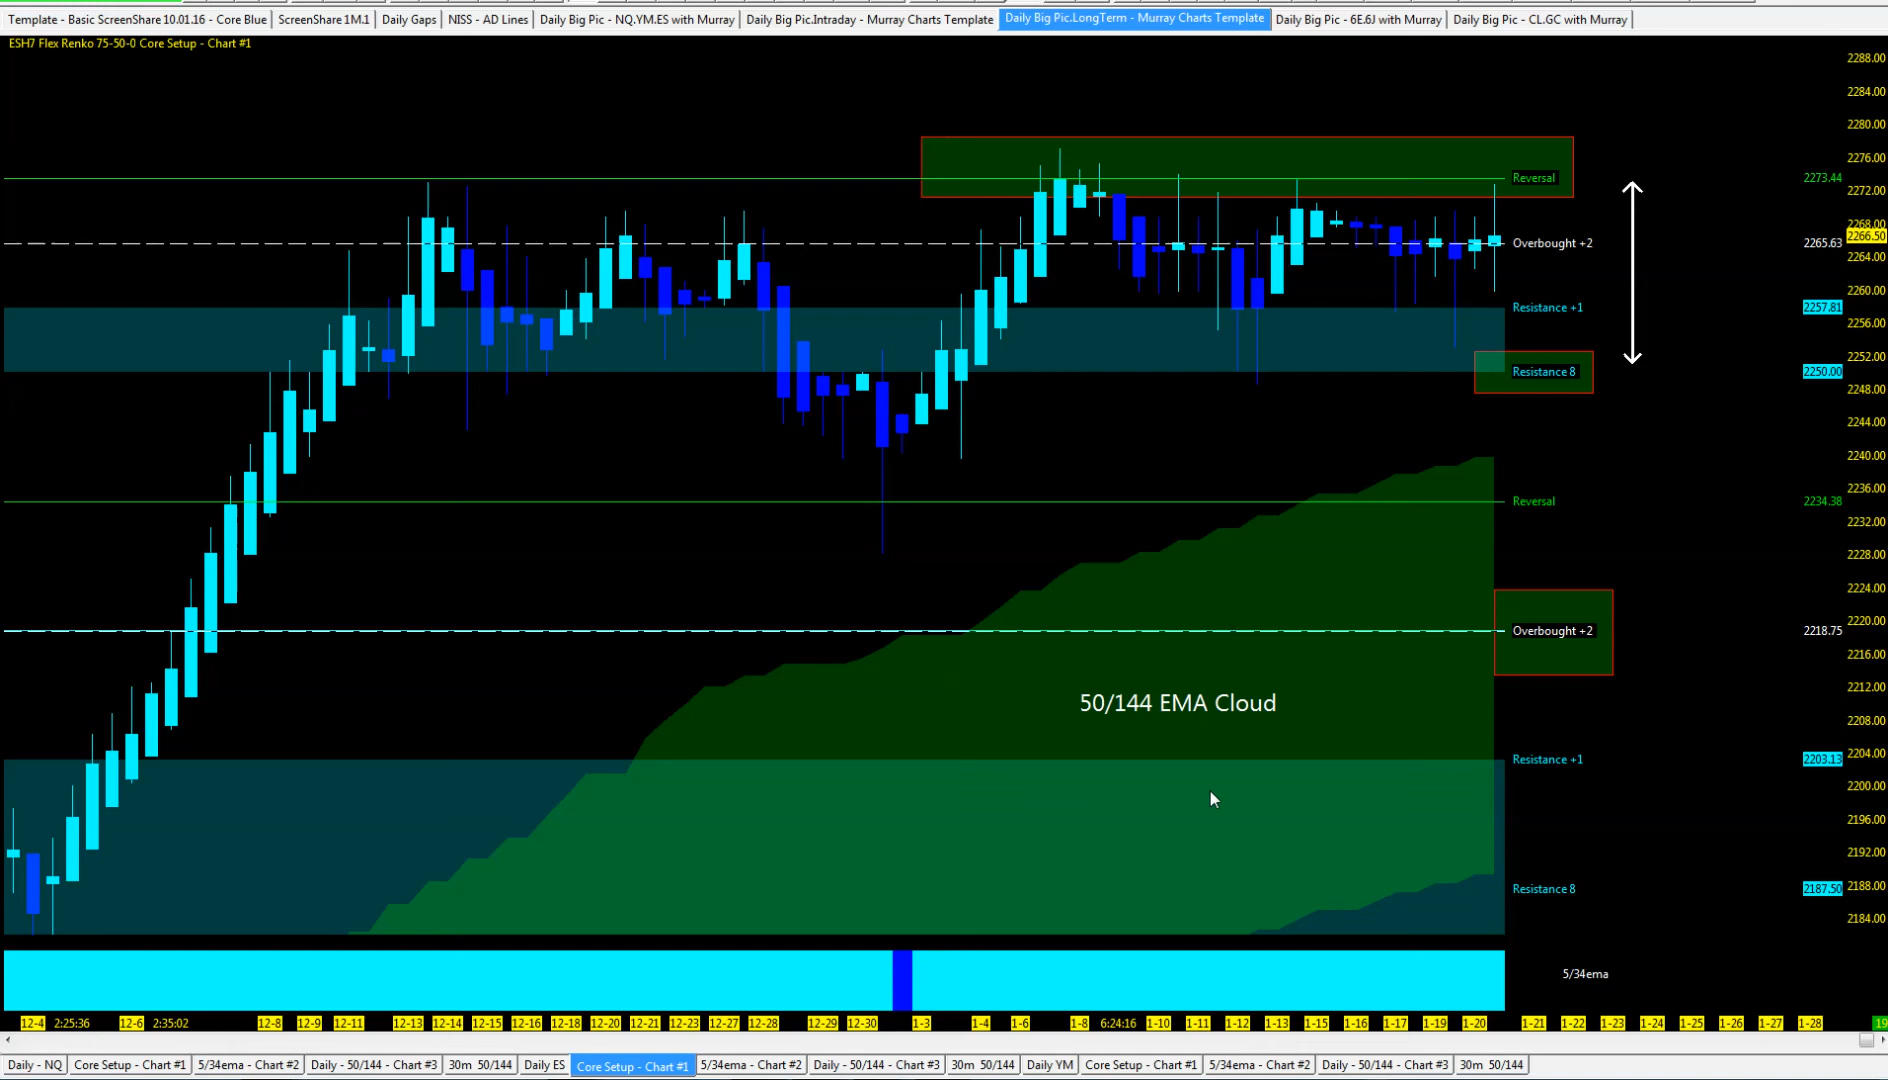 Template - Basic ScreenShare 10.01.16 - Core Blue | ScreenShare 1M.1 | Daily Gaps | NISS - AD Lines | Daily Big Pic - NQ.YM.ES with Murray | Daily Big Pic.Intraday - Murray Charts Template | Daily Big Pic.LongTerm - Murray Charts Template | Daily Big Pic - 6E.6J with Murray | Daily Big Pic - CL.GC with Murray
ESH7 Flex Renko 75-50-0 Core Setup - Chart #1
2288.00
2284.00
2280.00
2276.00
Reversal 2273.44
2272.00
2268.00
2266.50
Overbought +2 2265.63
2264.00
2260.00
Resistance +1 2257.81
2256.00
2252.00
Resistance 8 2250.00
2248.00
2244.00
2240.00
2236.00
Reversal 2234.38
2232.00
2228.00
2224.00
2220.00
Overbought +2 2218.75
2216.00
2212.00
50/144 EMA Cloud
2208.00
2204.00
Resistance +1 2203.13
2200.00
2196.00
2192.00
2188.00
Resistance 8 2187.50
2184.00
5/34ema
12-4 2:25:36 12-6 2:35:02 12-8 12-9 12-11 12-13 12-14 12-15 12-16 12-18 12-20 12-21 12-23 12-27 12-28 12-29 12-30 1-3 1-4 1-6 1-8 6:24:16 1-10 1-11 1-12 1-13 1-15 1-16 1-17 1-19 1-20 1-21 1-22 1-23 1-24 1-25 1-26 1-27 1-28 19
Daily - NQ | Core Setup - Chart #1 | 5/34ema - Chart #2 | Daily - 50/144 - Chart #3 | 30m 50/144 | Daily ES | Core Setup - Chart #1 | 5/34ema - Chart #2 | Daily - 50/144 - Chart #3 | 30m 50/144 | Daily YM | Core Setup - Chart #1 | 5/34ema - Chart #2 | Daily - 50/144 - Chart #3 | 30m 50/144